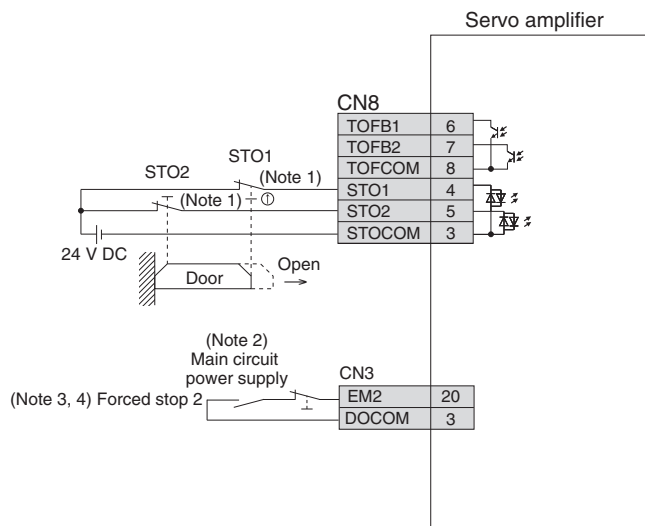 Servo amplifier
CN8
TOFB1 6
TOFB2 7
TOFCOM 8
STO1 4
STO2 5
STOCOM 3
STO1
STO2
(Note 1)
(Note 1)
24 V DC
Door
Open
(Note 2)
Main circuit
power supply
CN3
(Note 3, 4) Forced stop 2
EM2 20
DOCOM 3